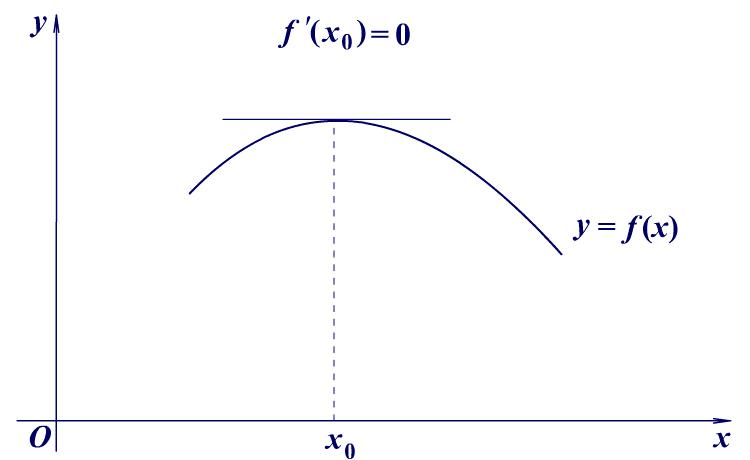 y
f ′(x₀) = 0
y = f(x)
O
x₀
x